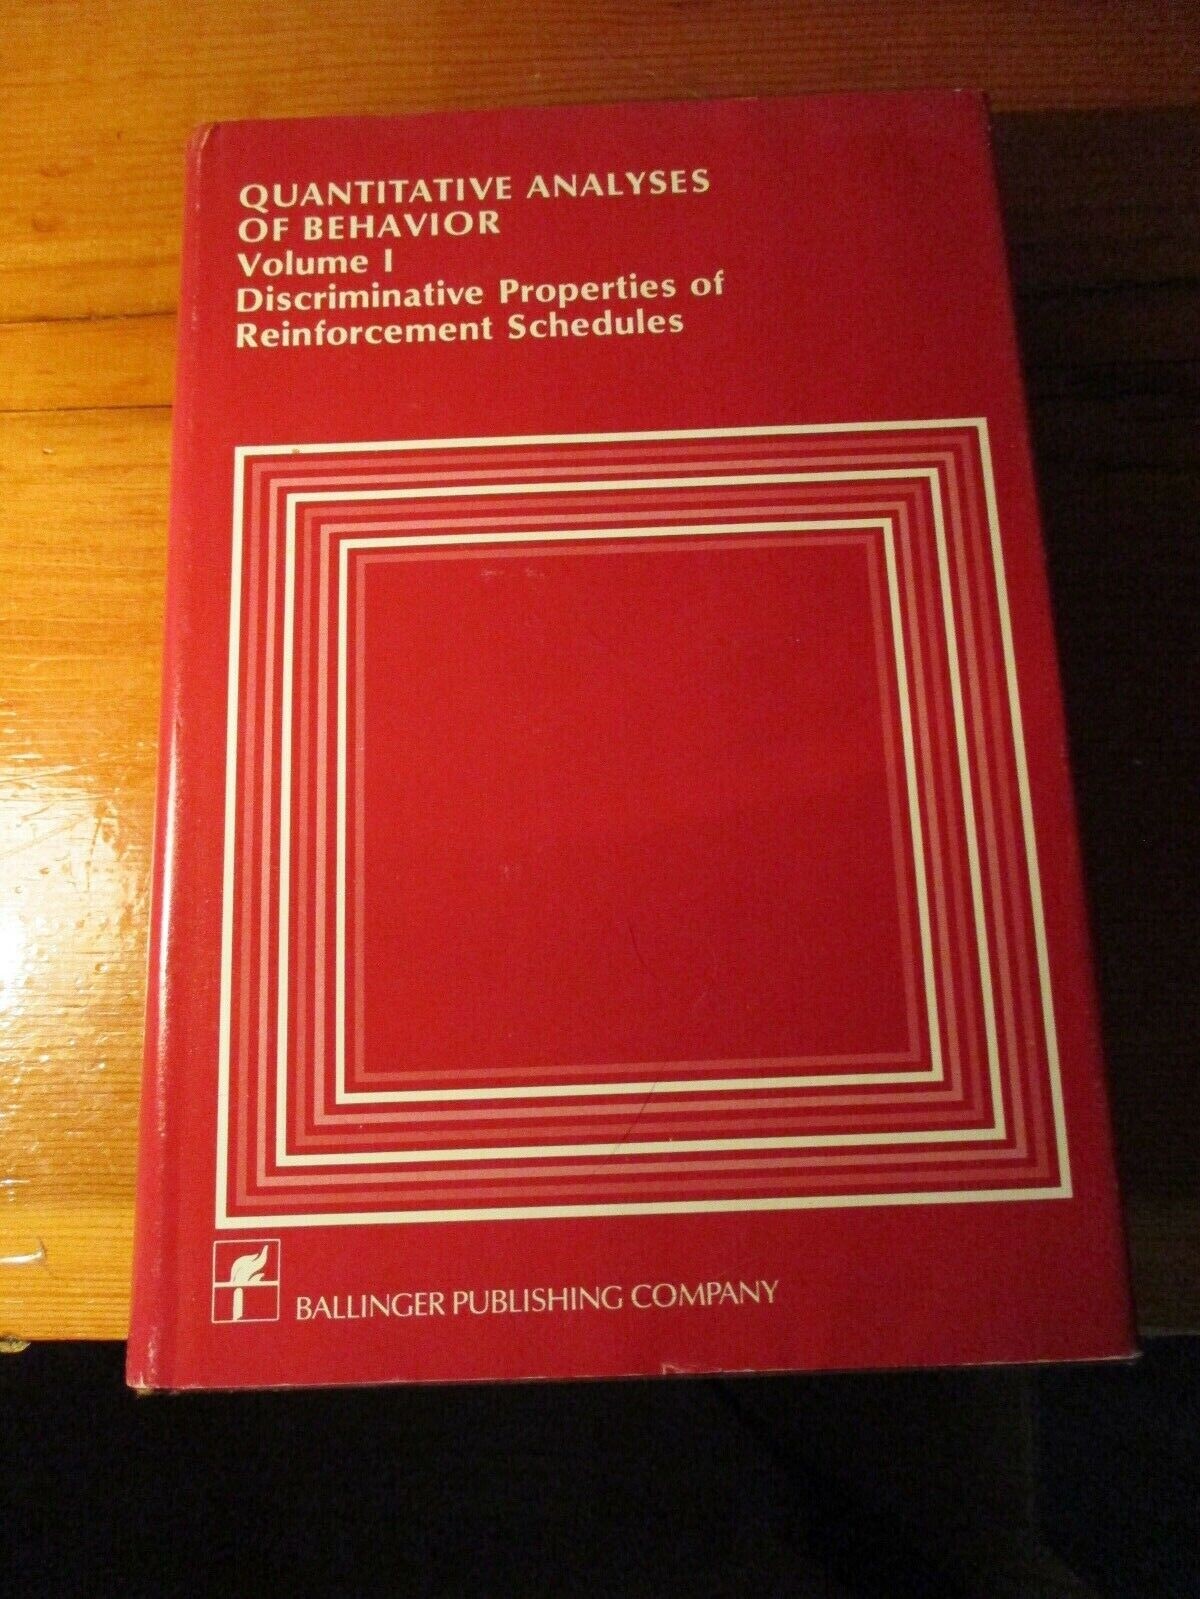 QUANTITATIVE ANALYSES
OF BEHAVIOR
Volume I
Discriminative Properties of
Reinforcement Schedules
BALLINGER PUBLISHING COMPANY